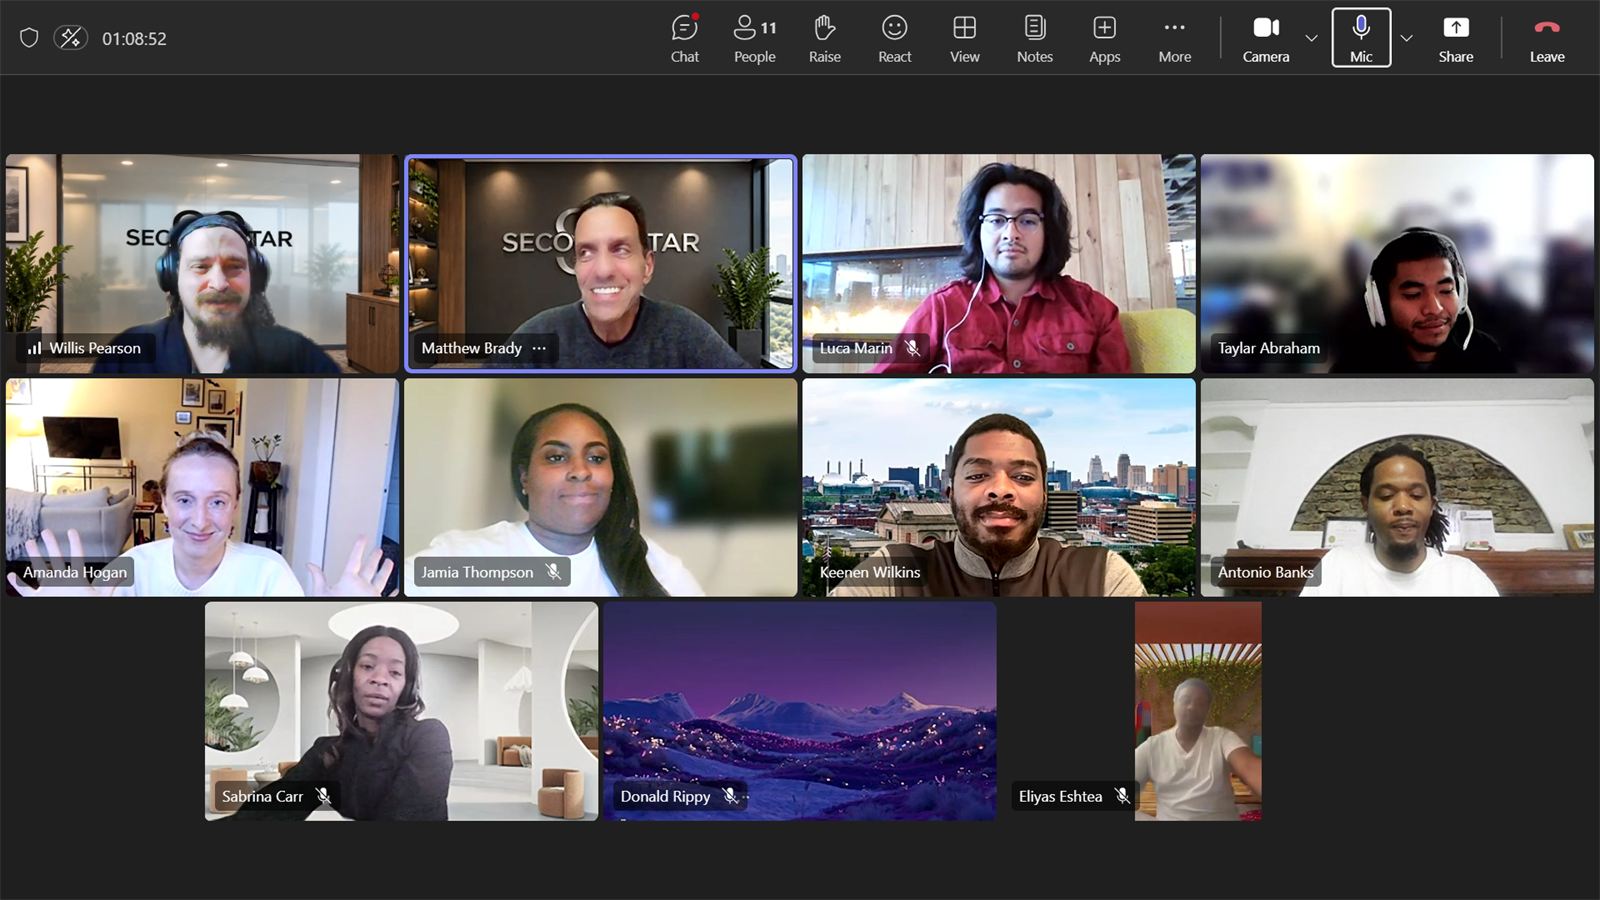 01:08:52
Chat
People 11
Raise
React
View
Notes
Apps
More
Camera
Mic
Share
Leave
SEC TAR
Willis Pearson
SECO TAR
Matthew Brady
Luca Marin
Taylar Abraham
Amanda Hogan
Jamia Thompson
Keenen Wilkins
Antonio Banks
Sabrina Carr
Donald Rippy
Eliyas Eshtea